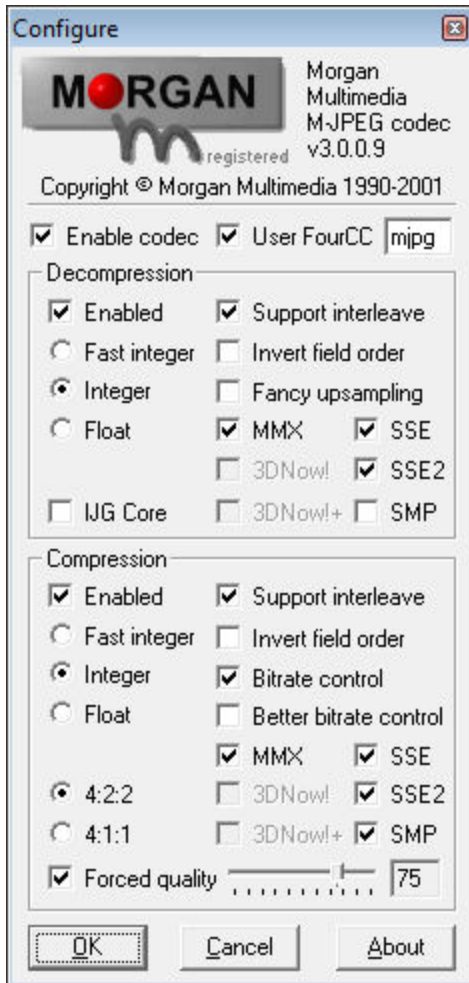 Configure
MORGAN
m registered
Morgan
Multimedia
M-JPEG codec
v3.0.0.9
Copyright © Morgan Multimedia 1990-2001
Enable codec User FourCC mjpg
Decompression
Enabled Support interleave
Fast integer Invert field order
Integer Fancy upsampling
Float MMX SSE
3DNow! SSE2
IJG Core 3DNow!+ SMP
Compression
Enabled Support interleave
Fast integer Invert field order
Integer Bitrate control
Float Better bitrate control
MMX SSE
4:2:2 3DNow! SSE2
4:1:1 3DNow!+ SMP
Forced quality 75
OK Cancel About